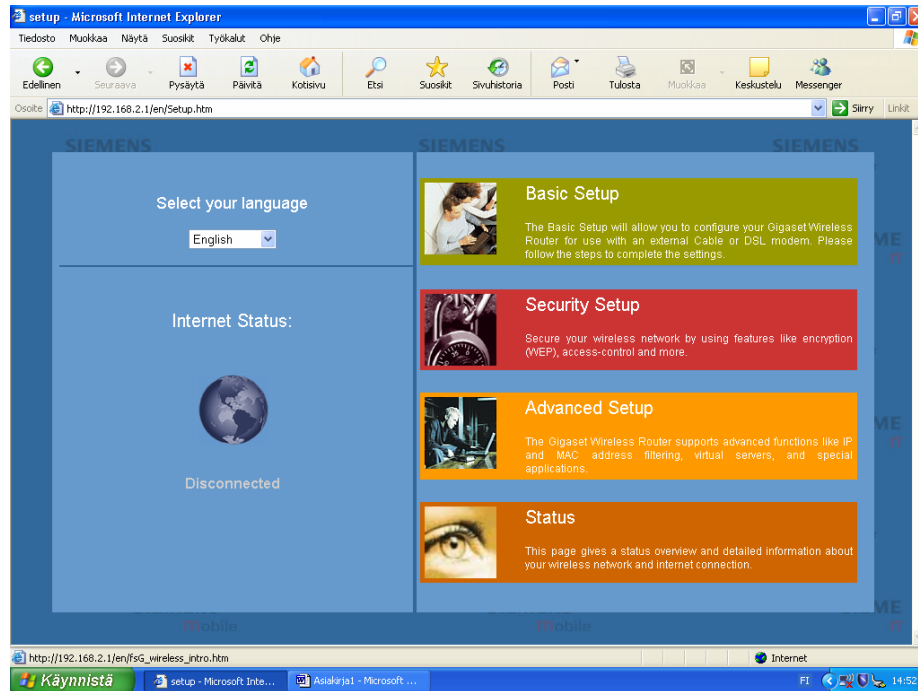 setup - Microsoft Internet Explorer
Tiedosto Muokkaa Näytä Suosikit Työkalut Ohje
Edellinen Seuraava Pysäytä Päivitä Kotisivu Etsi Suosikit Sivuhistoria Posti Tulosta Muokkaa Keskustelu Messenger
Osoite http://192.168.2.1/en/Setup.htm Siirry Linkit
SIEMENS SIEMENS SIEMENS
Select your language
English
Internet Status:
Disconnected
Basic Setup
The Basic Setup will allow you to configure your Gigaset Wireless
Router for use with an external Cable or DSL modem. Please
follow the steps to complete the settings.
Security Setup
Secure your wireless network by using features like encryption
(WEP), access-control and more.
Advanced Setup
The Gigaset Wireless Router supports advanced functions like IP
and MAC address filtering, virtual servers, and special
applications.
Status
This page gives a status overview and detailed information about
your wireless network and internet connection.
mobile mobile
http://192.168.2.1/en/fsG_wireless_intro.htm Internet
Käynnistä setup - Microsoft Inte... Asiakirja1 - Microsoft ... FI 14:52